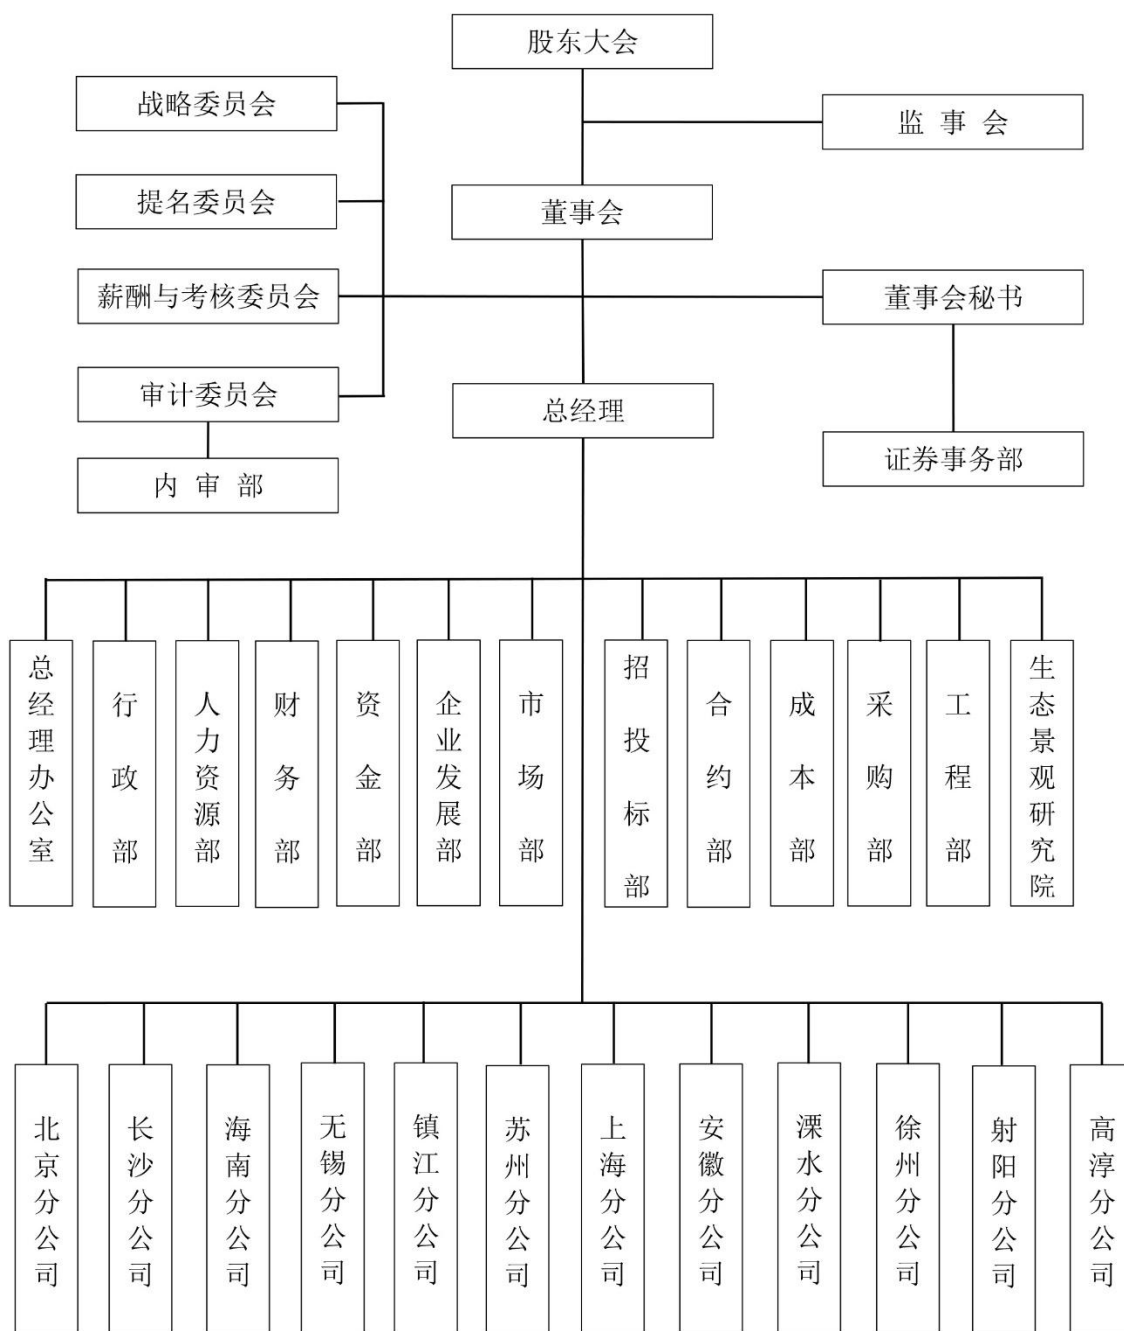 股东大会
战略委员会
监 事 会
提名委员会
董事会
薪酬与考核委员会
董事会秘书
审计委员会
总经理
证券事务部
内 审 部
总经理办公室
行政部
人力资源部
财务部
资金部
企业发展部
市场部
招投标部
合约部
成本部
采购部
工程部
生态景观研究院
北京分公司
长沙分公司
海南分公司
无锡分公司
镇江分公司
苏州分公司
上海分公司
安徽分公司
溧水分公司
徐州分公司
射阳分公司
高淳分公司